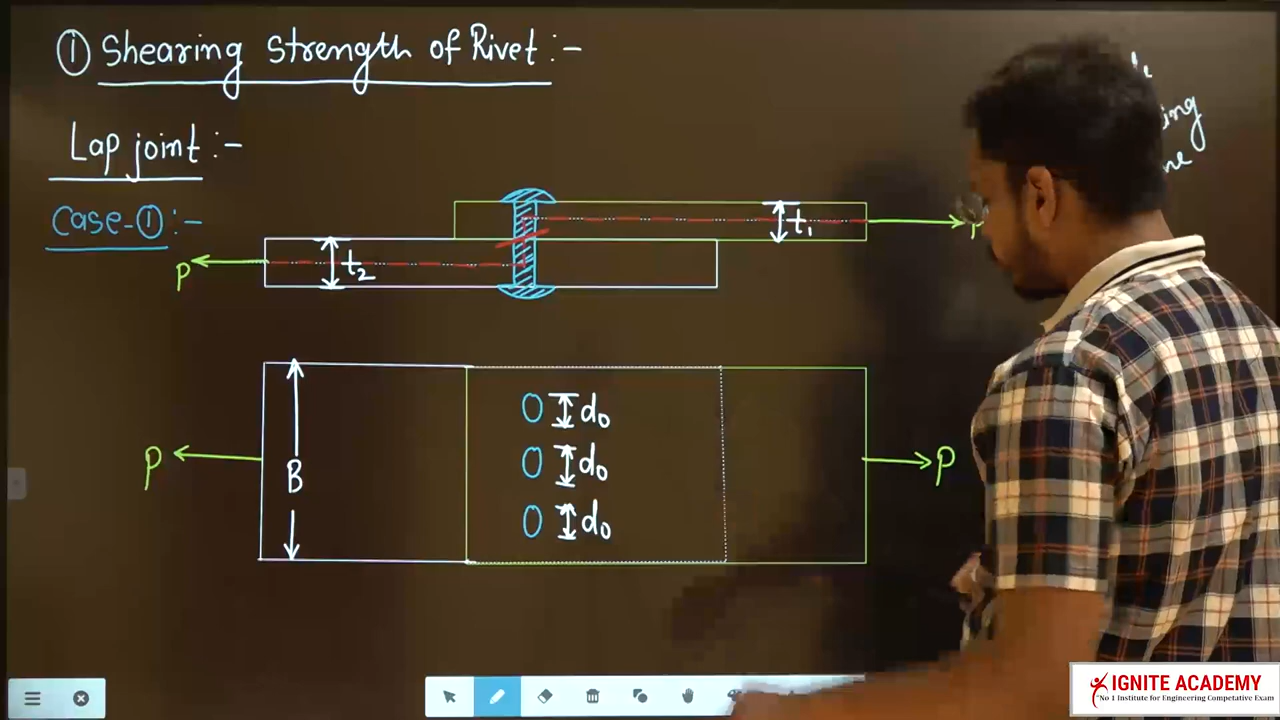 ① Shearing Strength of Rivet :-
Lap joint :-
Case-① :-
t₁
P
t₂
P
B
d₀
d₀
d₀
P
P
IGNITE ACADEMY
"No 1 Institute for Engineering Competative Exam